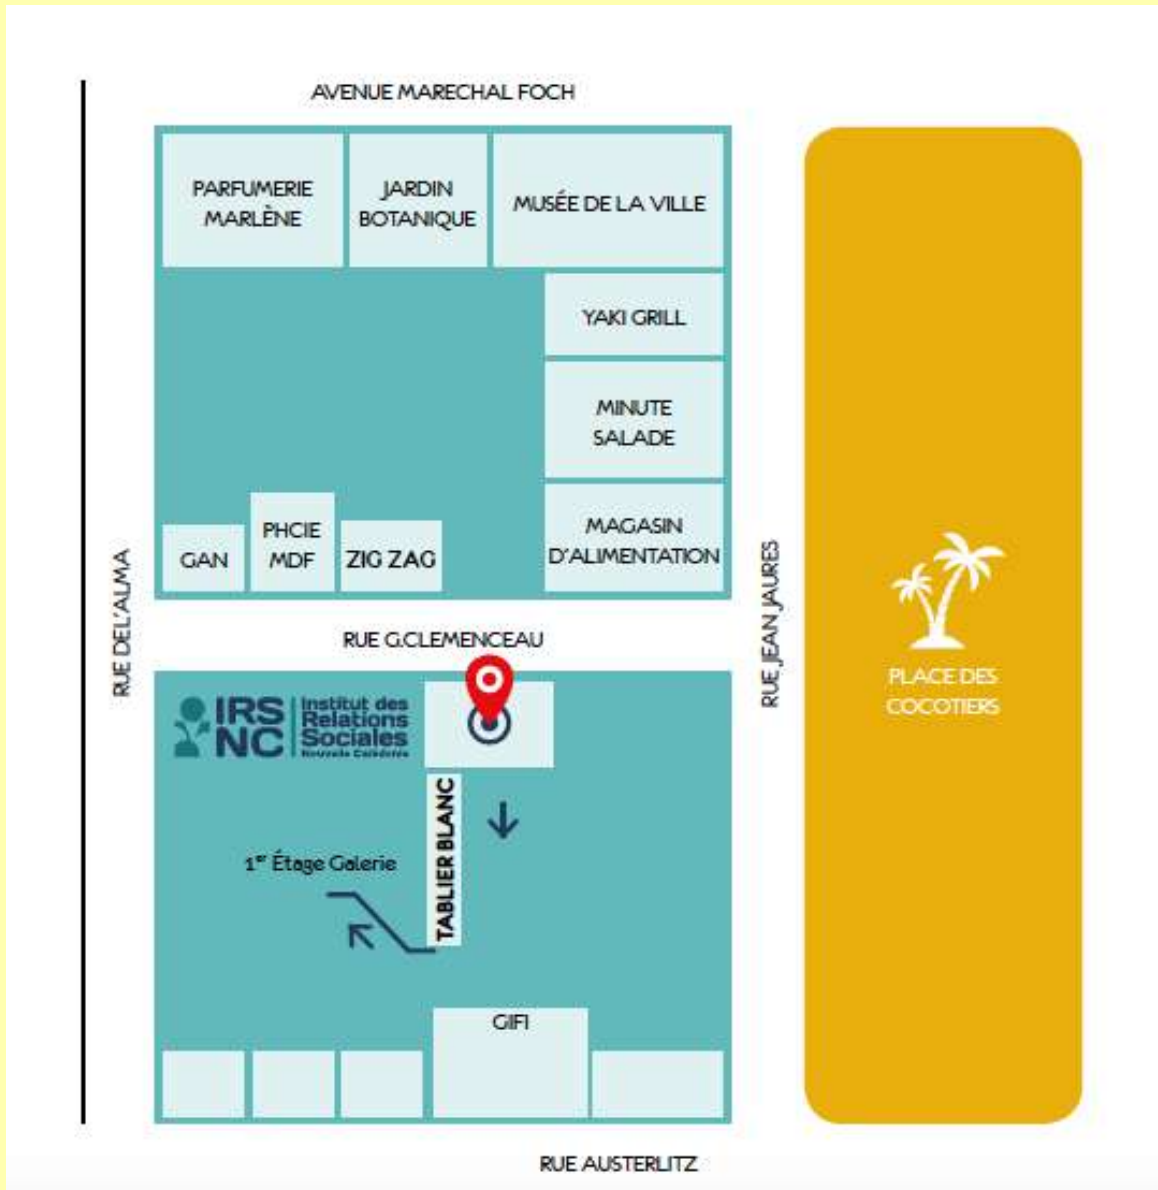 AVENUE MARECHAL FOCH
PARFUMERIE
MARLÈNE
JARDIN
BOTANIQUE
MUSÉE DE LA VILLE
YAKI GRILL
MINUTE
SALADE
MAGASIN
D'ALIMENTATION
GAN
PHCIE
MDF
ZIG ZAG
RUE DEL'ALMA
RUE G.CLEMENCEAU
RUE JEAN JAURES
PLACE DES
COCOTIERS
IRS
NC
Institut des
Relations
Sociales
Nouvelle Calédonie
TABLIER BLANC
1er Étage Galerie
GIFI
RUE AUSTERLITZ